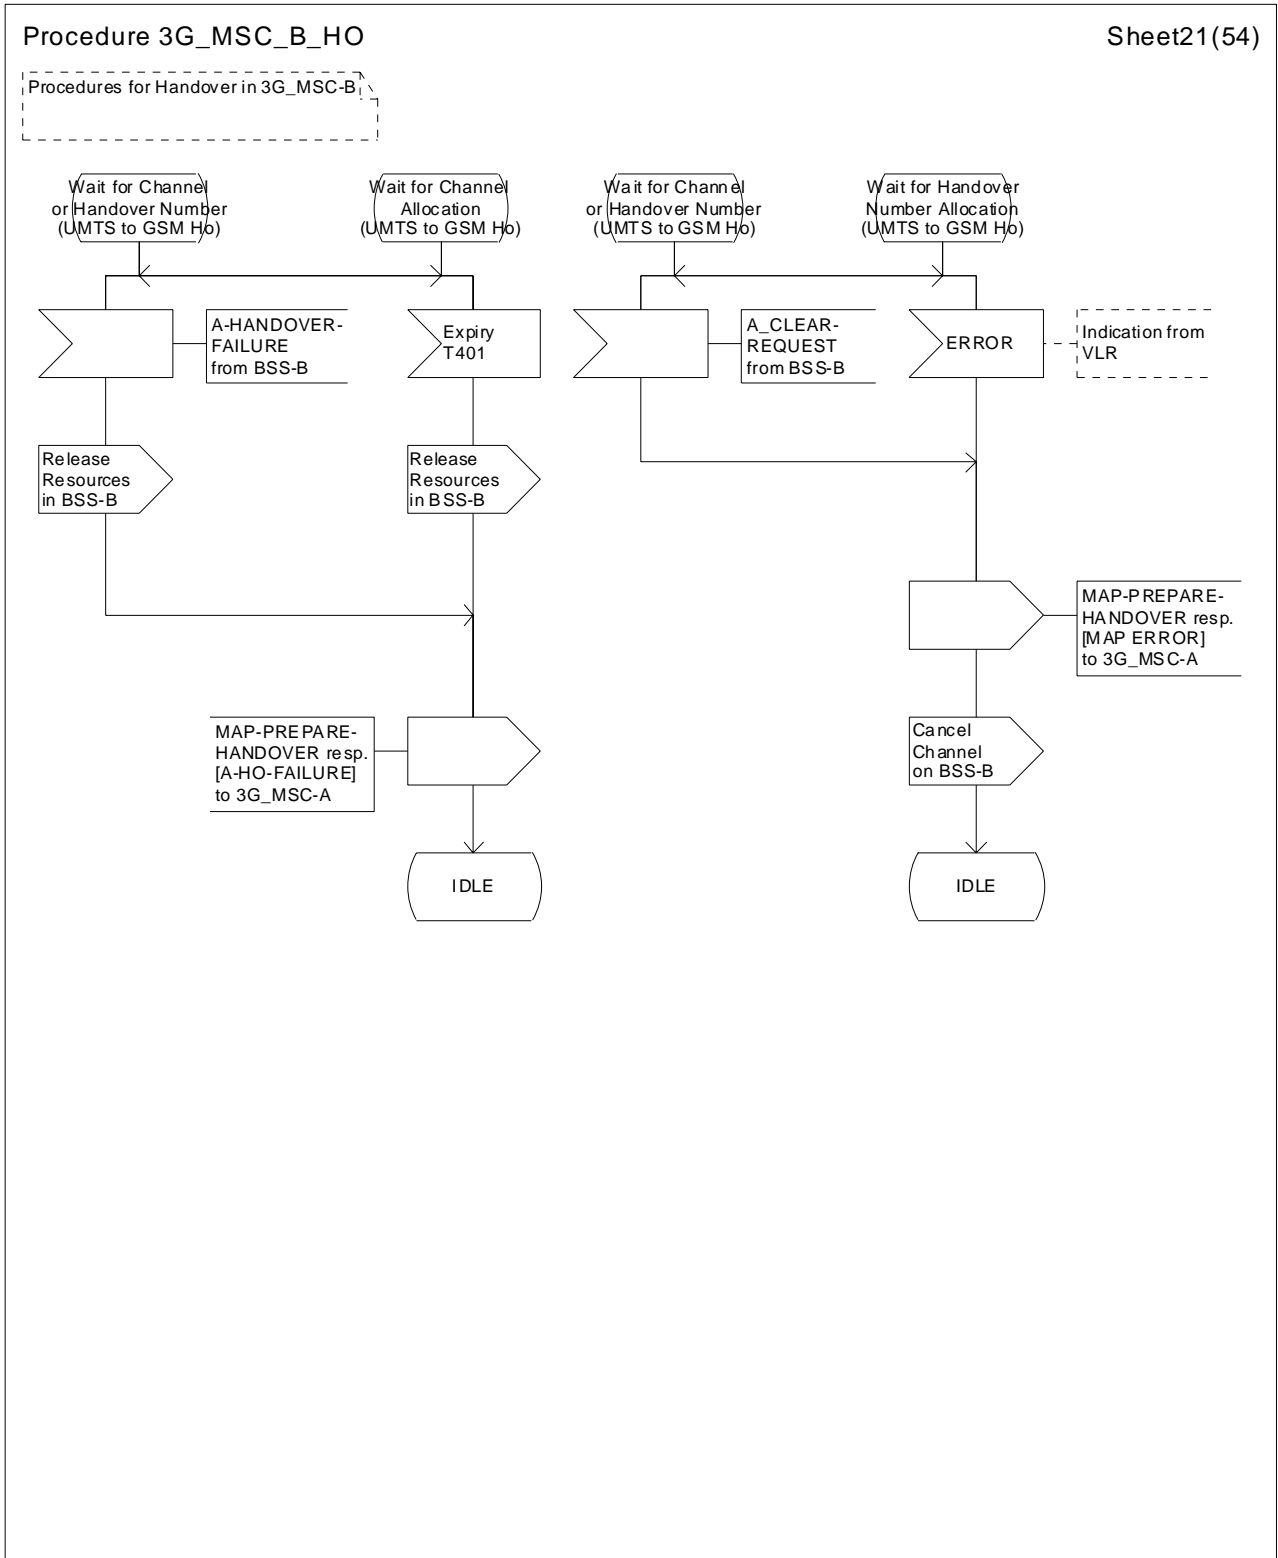 Procedure 3G_MSC_B_HO
Sheet21(54)
Procedures for Handover in 3G_MSC-B
Wait for Channel
or Handover Number
(UMTS to GSM Ho)
Wait for Channel
Allocation
(UMTS to GSM Ho)
Wait for Channel
or Handover Number
(UMTS to GSM Ho)
Wait for Handover
Number Allocation
(UMTS to GSM Ho)
A-HANDOVER-
FAILURE
from BSS-B
Expiry
T401
A_CLEAR-
REQUEST
from BSS-B
ERROR
Indication from
VLR
Release
Resources
in BSS-B
Release
Resources
in BSS-B
MAP-PREPARE-
HANDOVER resp.
[MAP ERROR]
to 3G_MSC-A
MAP-PREPARE-
HANDOVER resp.
[A-HO-FAILURE]
to 3G_MSC-A
Cancel
Channel
on BSS-B
IDLE
IDLE